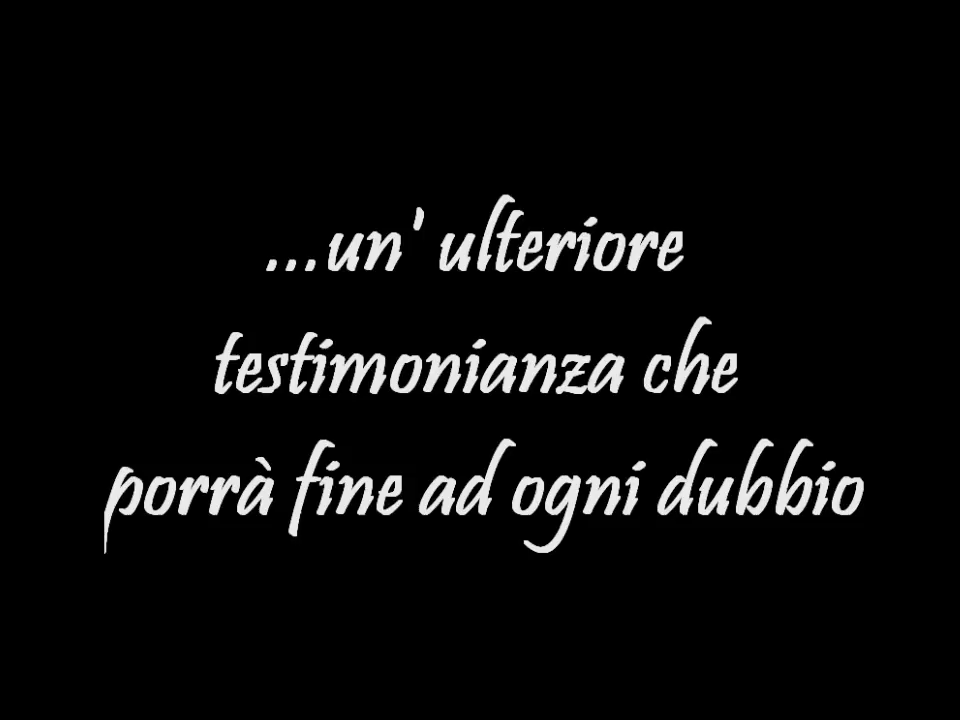 ...un' ulteriore
testimonianza che
porrà fine ad ogni dubbio